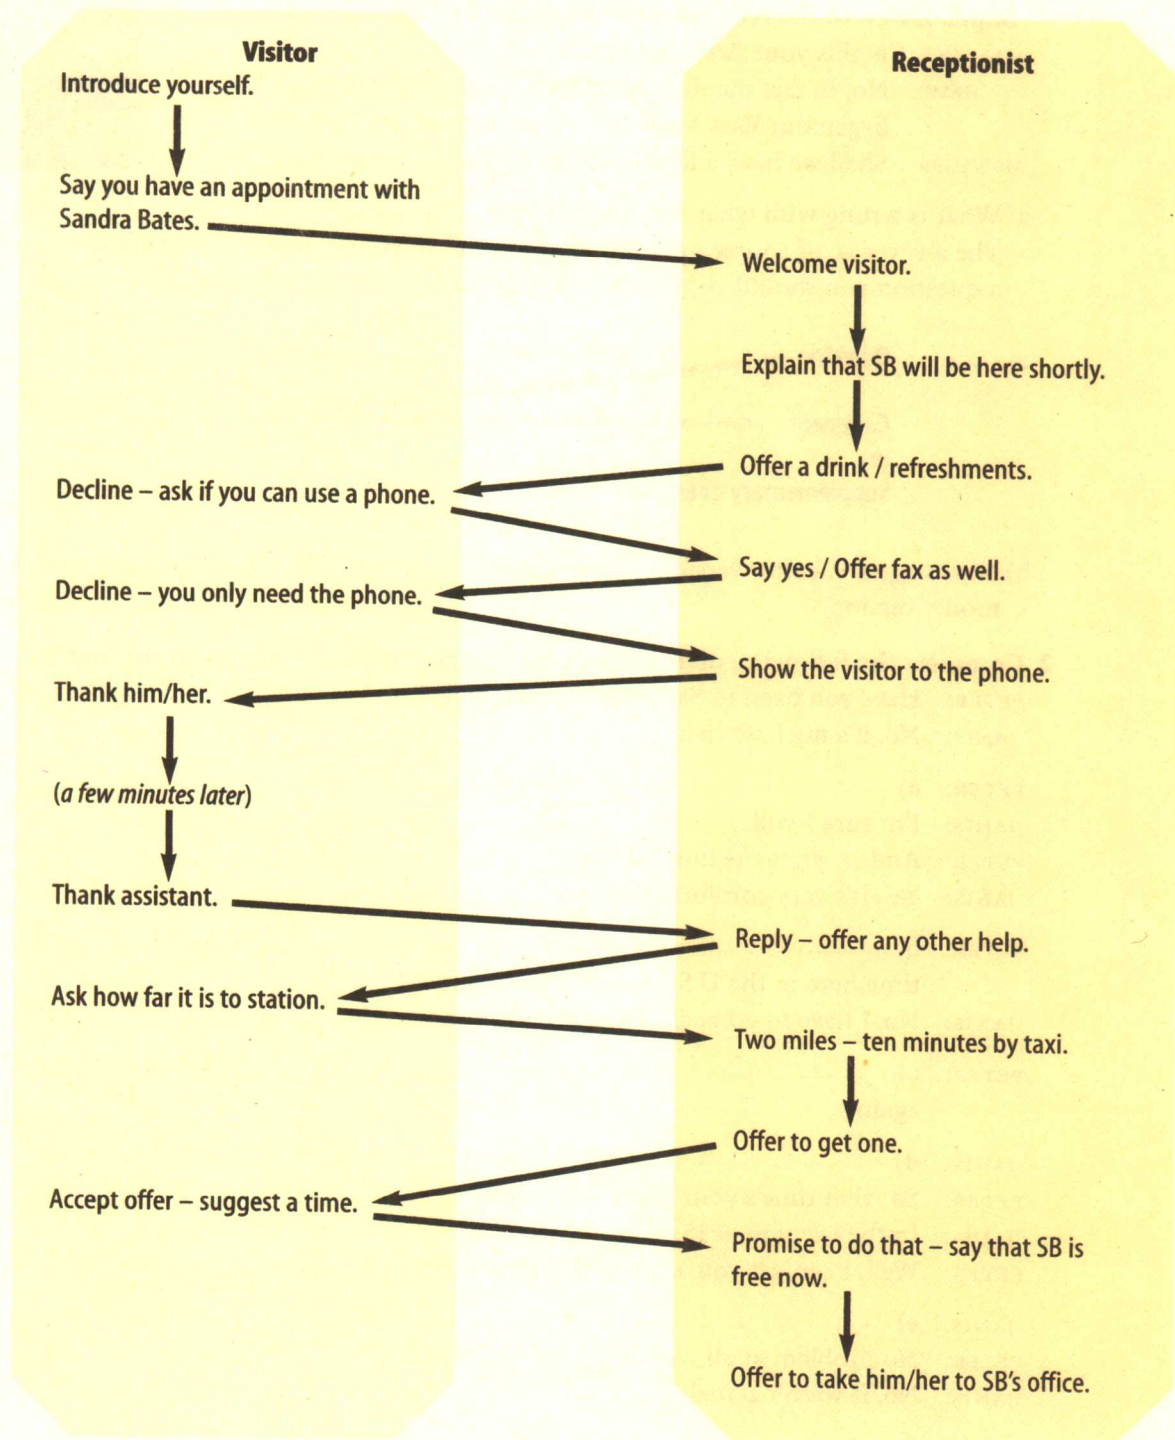 Visitor
Introduce yourself.
Say you have an appointment with
Sandra Bates.
Receptionist
Welcome visitor.
Explain that SB will be here shortly.
Offer a drink / refreshments.
Decline – ask if you can use a phone.
Say yes / Offer fax as well.
Decline – you only need the phone.
Show the visitor to the phone.
Thank him/her.
(a few minutes later)
Thank assistant.
Reply – offer any other help.
Ask how far it is to station.
Two miles – ten minutes by taxi.
Offer to get one.
Accept offer – suggest a time.
Promise to do that – say that SB is
free now.
Offer to take him/her to SB's office.